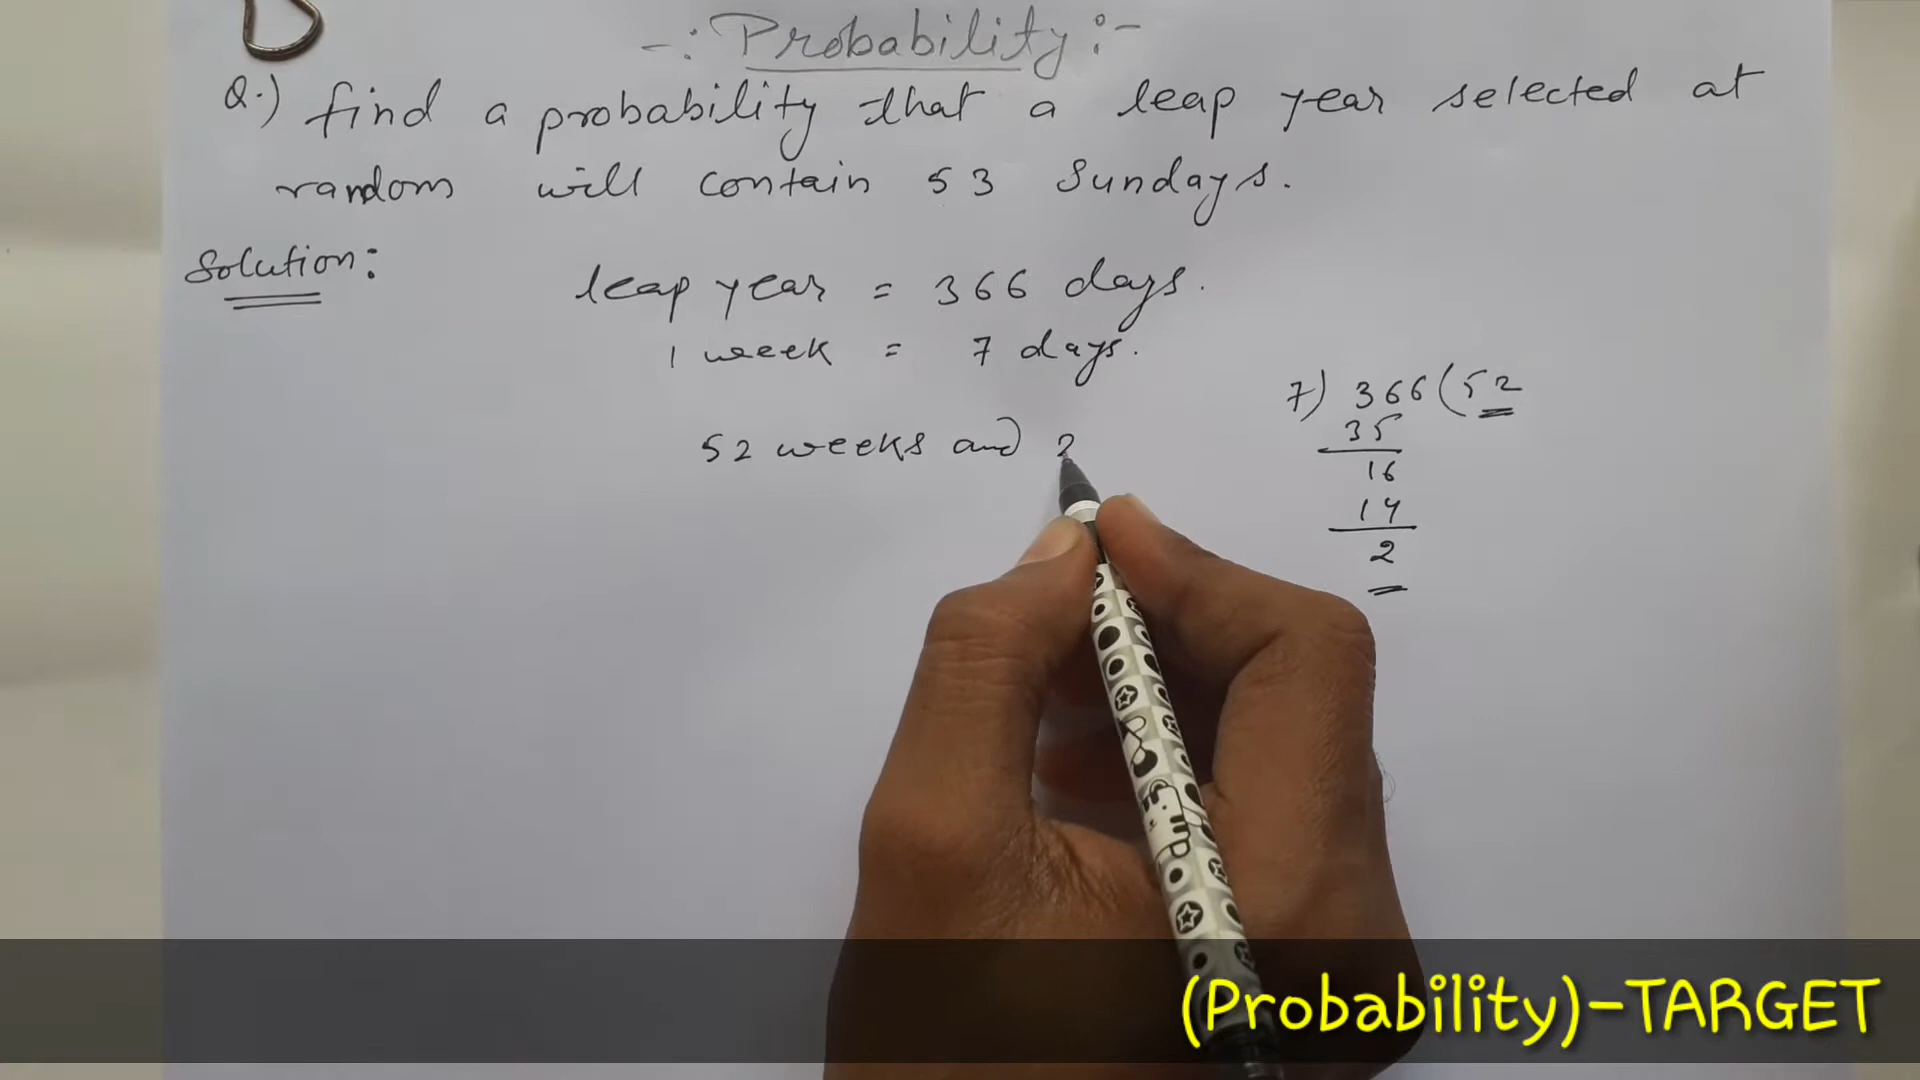 -: Probability :-
Q.) find a probability that a leap year selected at
random will contain 53 Sundays.
Solution:
leap year = 366 days.
1 week = 7 days.
7) 366 (52
35
16
14
2
52 weeks and 2
(Probability)-TARGET